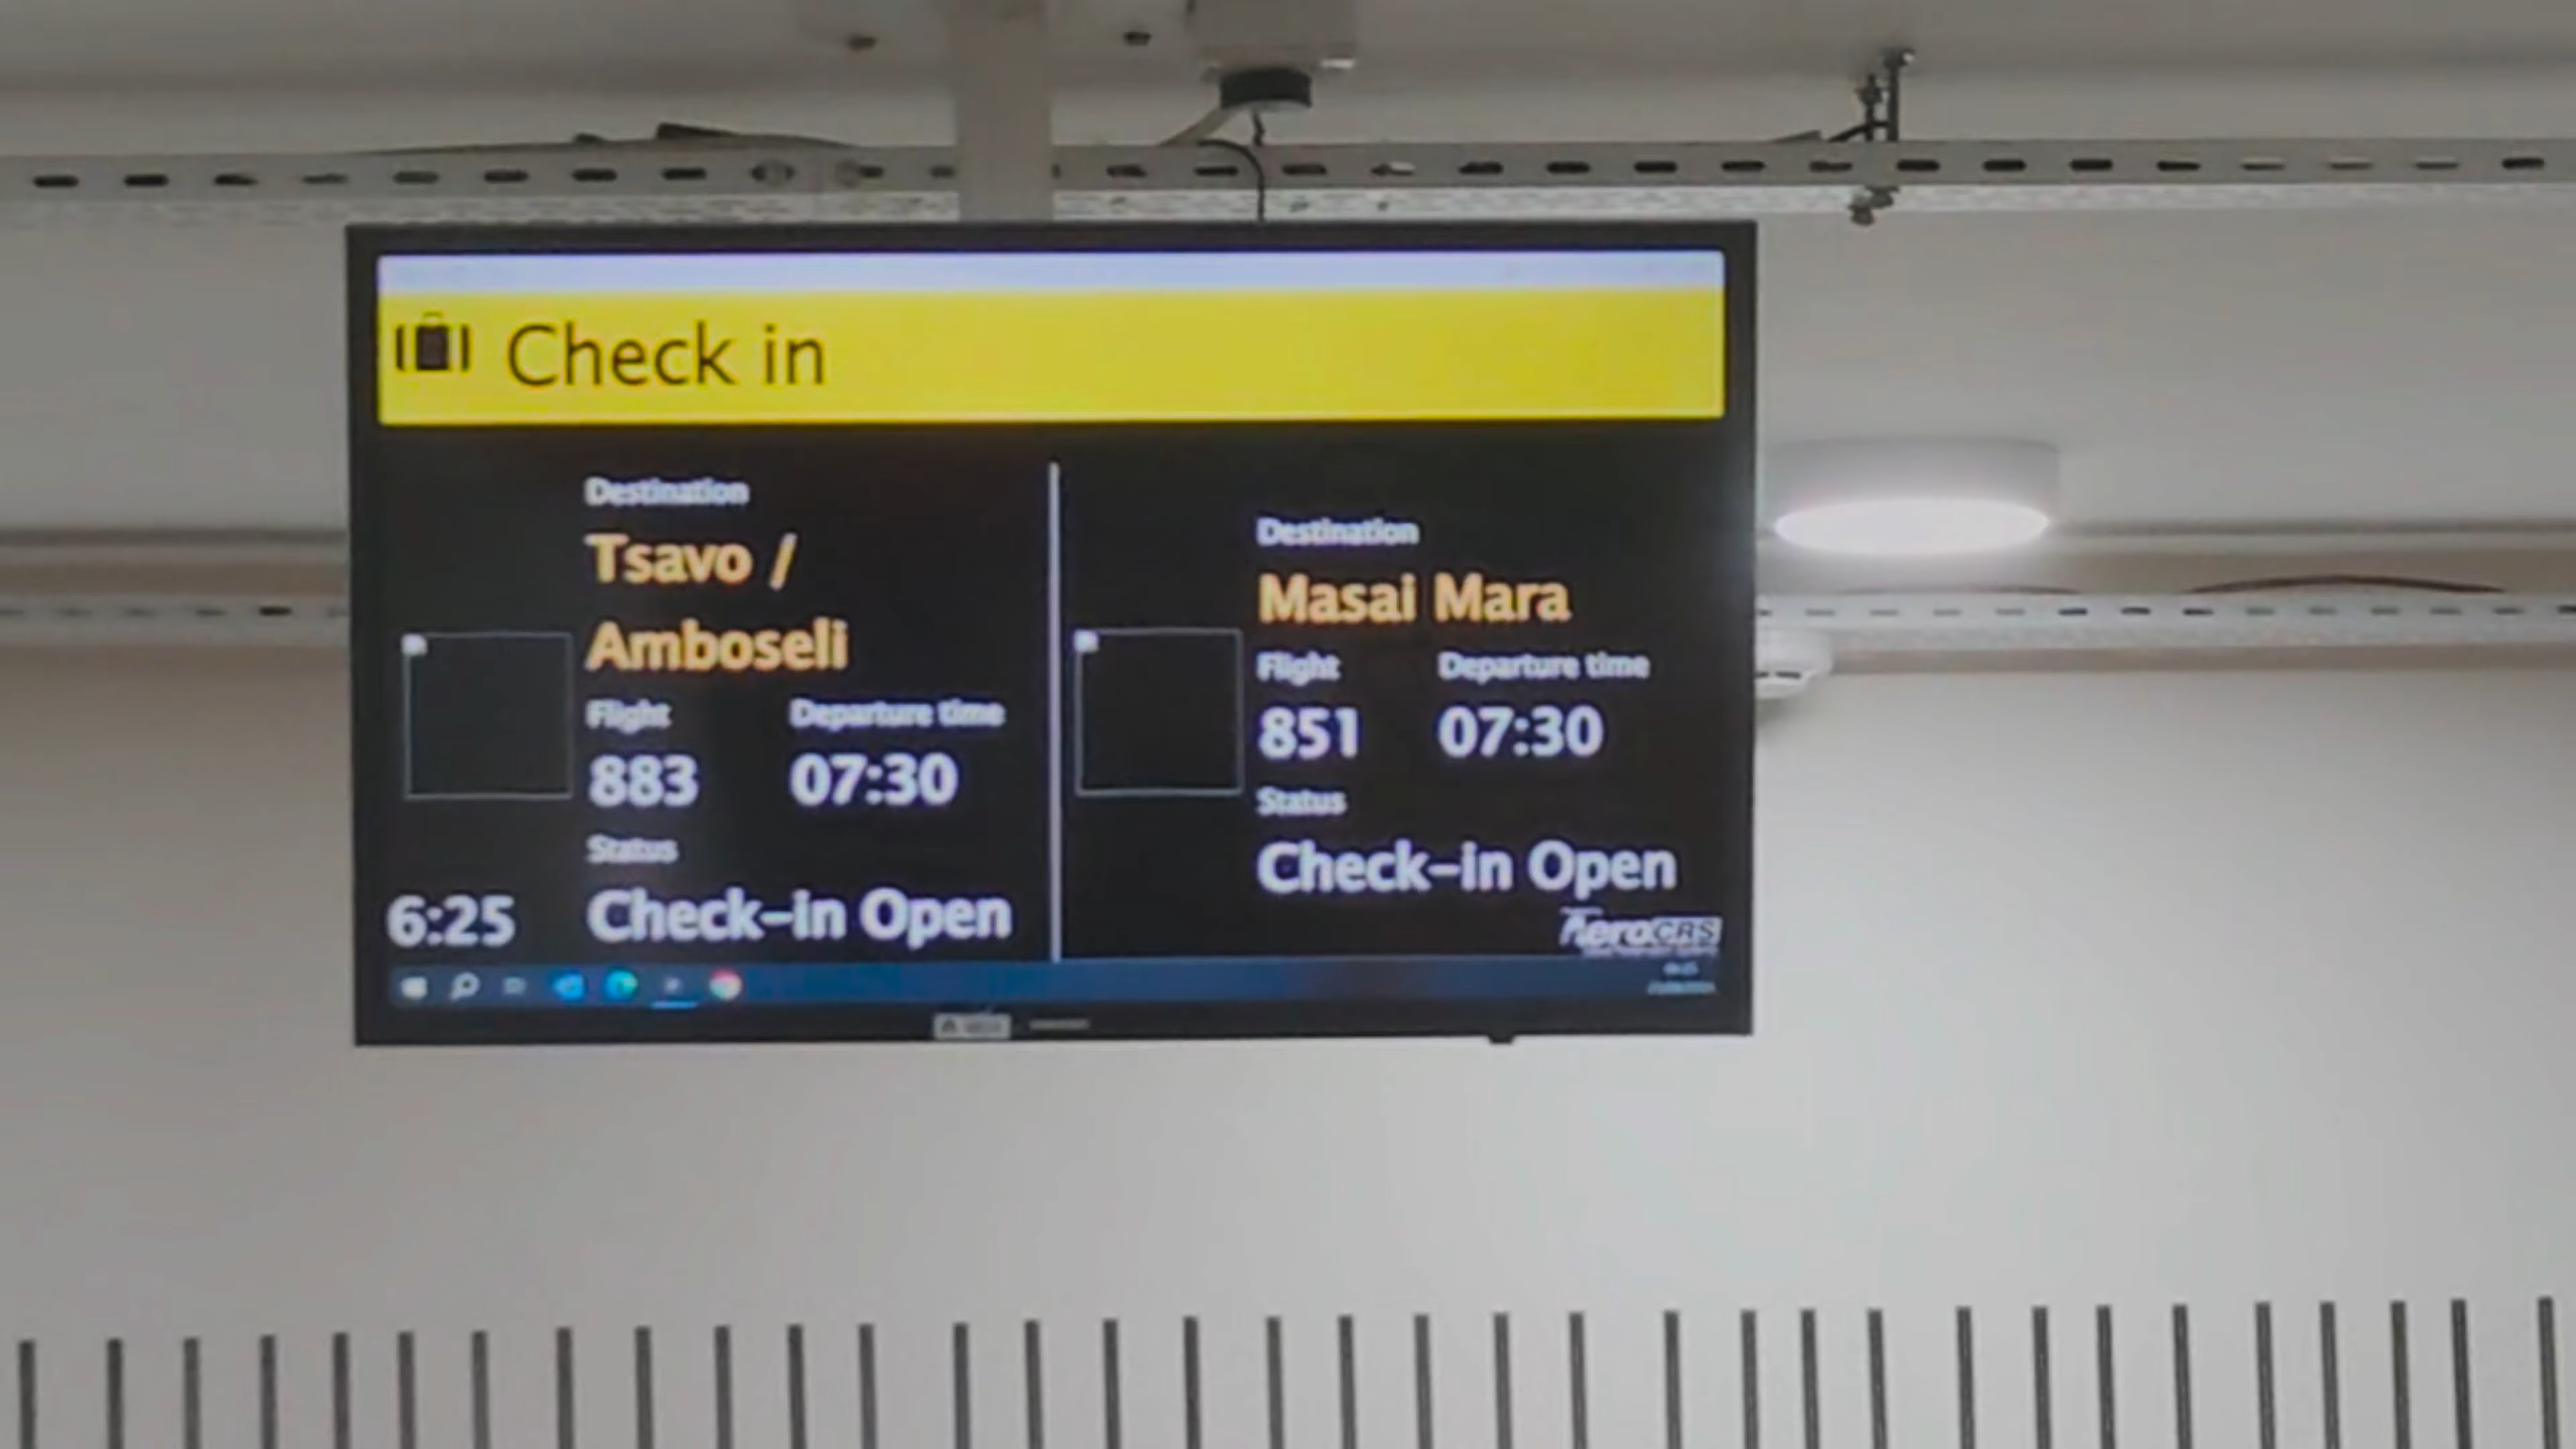 Check in
Destination
Tsavo /
Amboseli
Flight Departure time
883 07:30
Status
Check-in Open
6:25
Destination
Masai Mara
Flight Departure time
851 07:30
Status
Check-in Open
AeroCRS